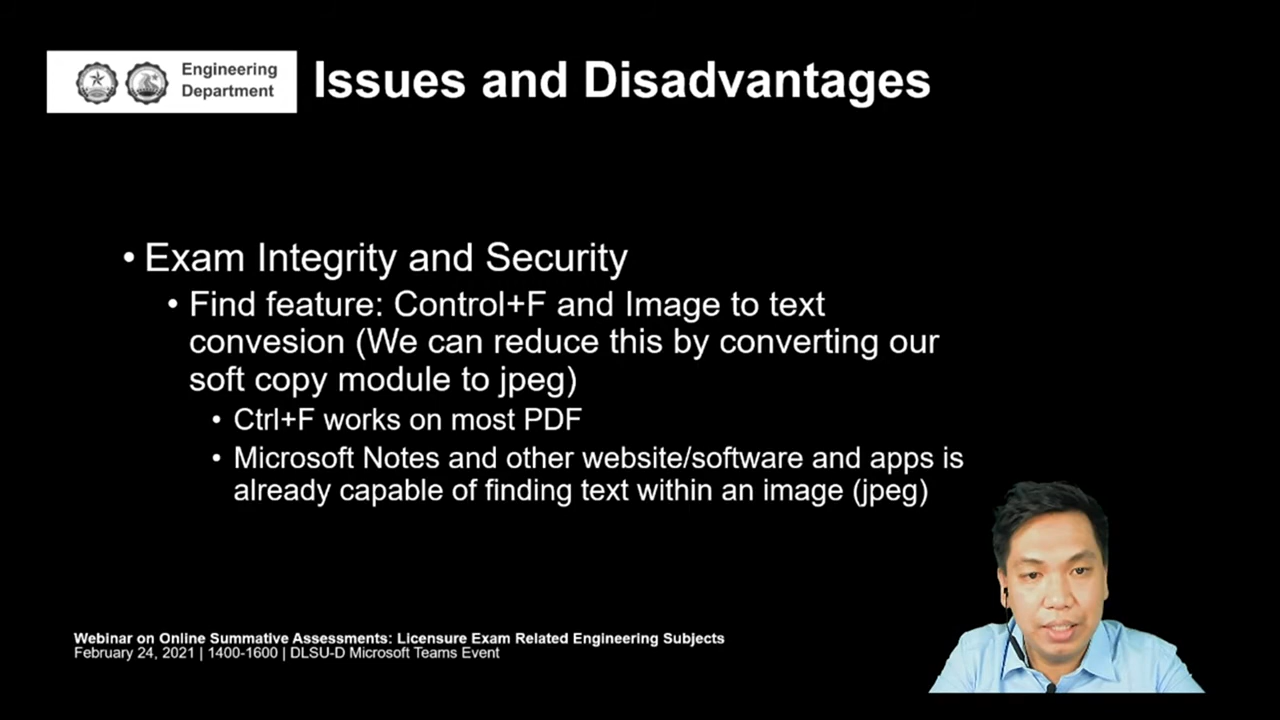 Engineering
Department
Issues and Disadvantages
• Exam Integrity and Security
• Find feature: Control+F and Image to text
convesion (We can reduce this by converting our
soft copy module to jpeg)
• Ctrl+F works on most PDF
• Microsoft Notes and other website/software and apps is
already capable of finding text within an image (jpeg)
Webinar on Online Summative Assessments: Licensure Exam Related Engineering Subjects
February 24, 2021 | 1400-1600 | DLSU-D Microsoft Teams Event